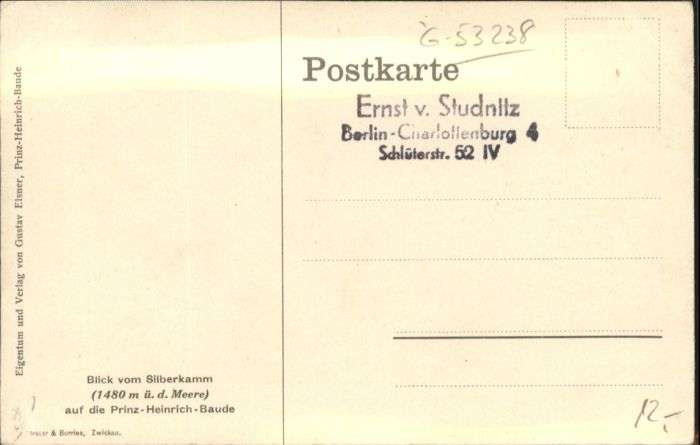 G-53238
Postkarte
Ernst v. Studnitz
Berlin-Charlottenburg 4
Schlüterstr. 52 IV
Eigentum und Verlag von Gustav Elsner, Prinz-Heinrich-Baude
Blick vom Silberkamm
(1480 m ü. d. Meere)
auf die Prinz-Heinrich-Baude
& Borries, Zwickau.
12,-